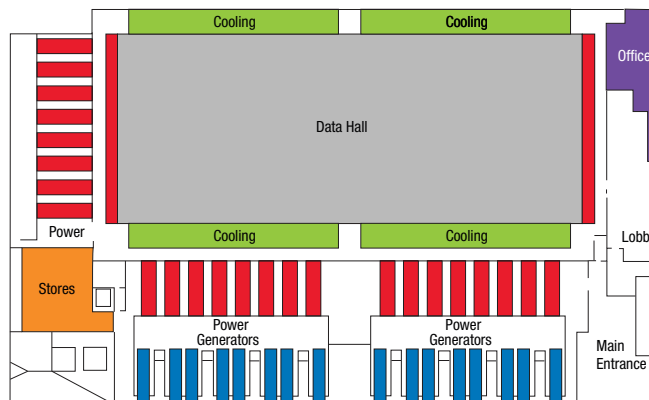 Cooling
Cooling
Office
Data Hall
Power
Cooling
Cooling
Lobb
Stores
Power
Generators
Power
Generators
Main
Entrance